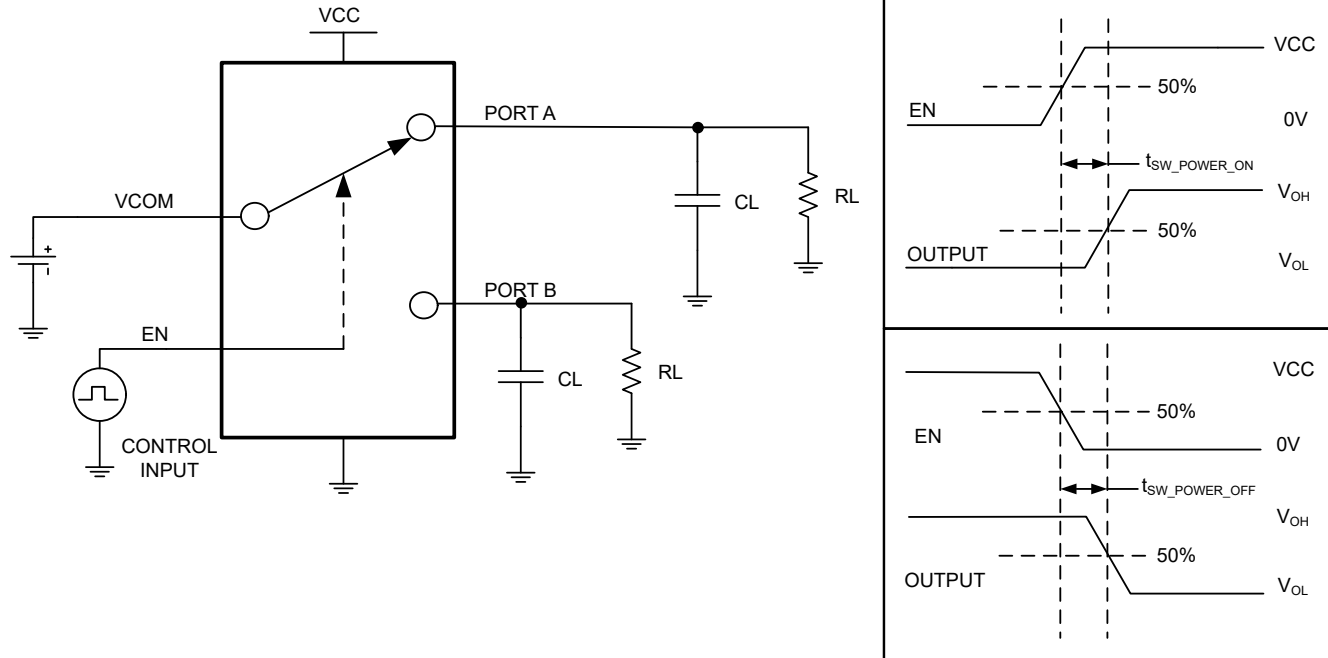 VCC
PORT A
CL
RL
VCOM
+
PORT B
EN
CL
RL
CONTROL
INPUT
VCC
50%
EN
0V
tSW_POWER_ON
VOH
50%
OUTPUT
VOL
VCC
50%
EN
0V
tSW_POWER_OFF
VOH
50%
OUTPUT
VOL